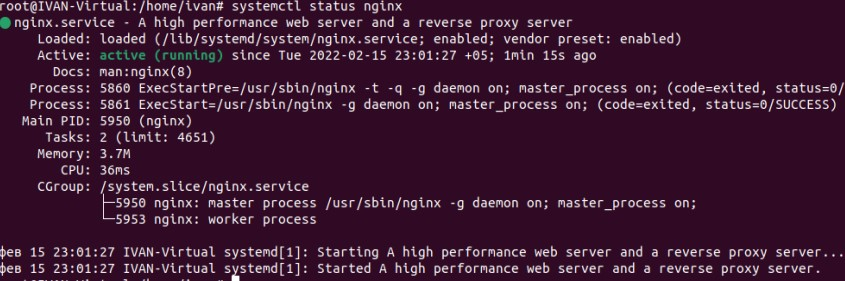 root@IVAN-Virtual:/home/ivan# systemctl status nginx
● nginx.service - A high performance web server and a reverse proxy server
Loaded: loaded (/lib/systemd/system/nginx.service; enabled; vendor preset: enabled)
Active: active (running) since Tue 2022-02-15 23:01:27 +05; 1min 15s ago
Docs: man:nginx(8)
Process: 5860 ExecStartPre=/usr/sbin/nginx -t -q -g daemon on; master_process on; (code=exited, status=0/
Process: 5861 ExecStart=/usr/sbin/nginx -g daemon on; master_process on; (code=exited, status=0/SUCCESS)
Main PID: 5950 (nginx)
Tasks: 2 (limit: 4651)
Memory: 3.7M
CPU: 36ms
CGroup: /system.slice/nginx.service
├─5950 nginx: master process /usr/sbin/nginx -g daemon on; master_process on;
└─5953 nginx: worker process
фев 15 23:01:27 IVAN-Virtual systemd[1]: Starting A high performance web server and a reverse proxy server...
фев 15 23:01:27 IVAN-Virtual systemd[1]: Started A high performance web server and a reverse proxy server.